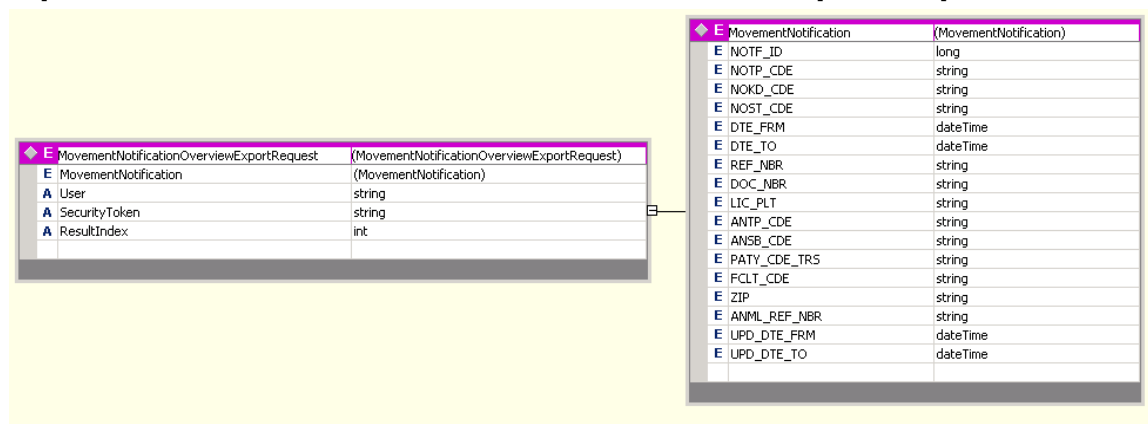 E MovementNotificationOverviewExportRequest (MovementNotificationOverviewExportRequest)
E MovementNotification (MovementNotification)
A User string
A SecurityToken string
A ResultIndex int
E MovementNotification (MovementNotification)
E NOTF_ID long
E NOTP_CDE string
E NOKD_CDE string
E NOST_CDE string
E DTE_FRM dateTime
E DTE_TO dateTime
E REF_NBR string
E DOC_NBR string
E LIC_PLT string
E ANTP_CDE string
E ANSB_CDE string
E PATY_CDE_TRS string
E FCLT_CDE string
E ZIP string
E ANML_REF_NBR string
E UPD_DTE_FRM dateTime
E UPD_DTE_TO dateTime